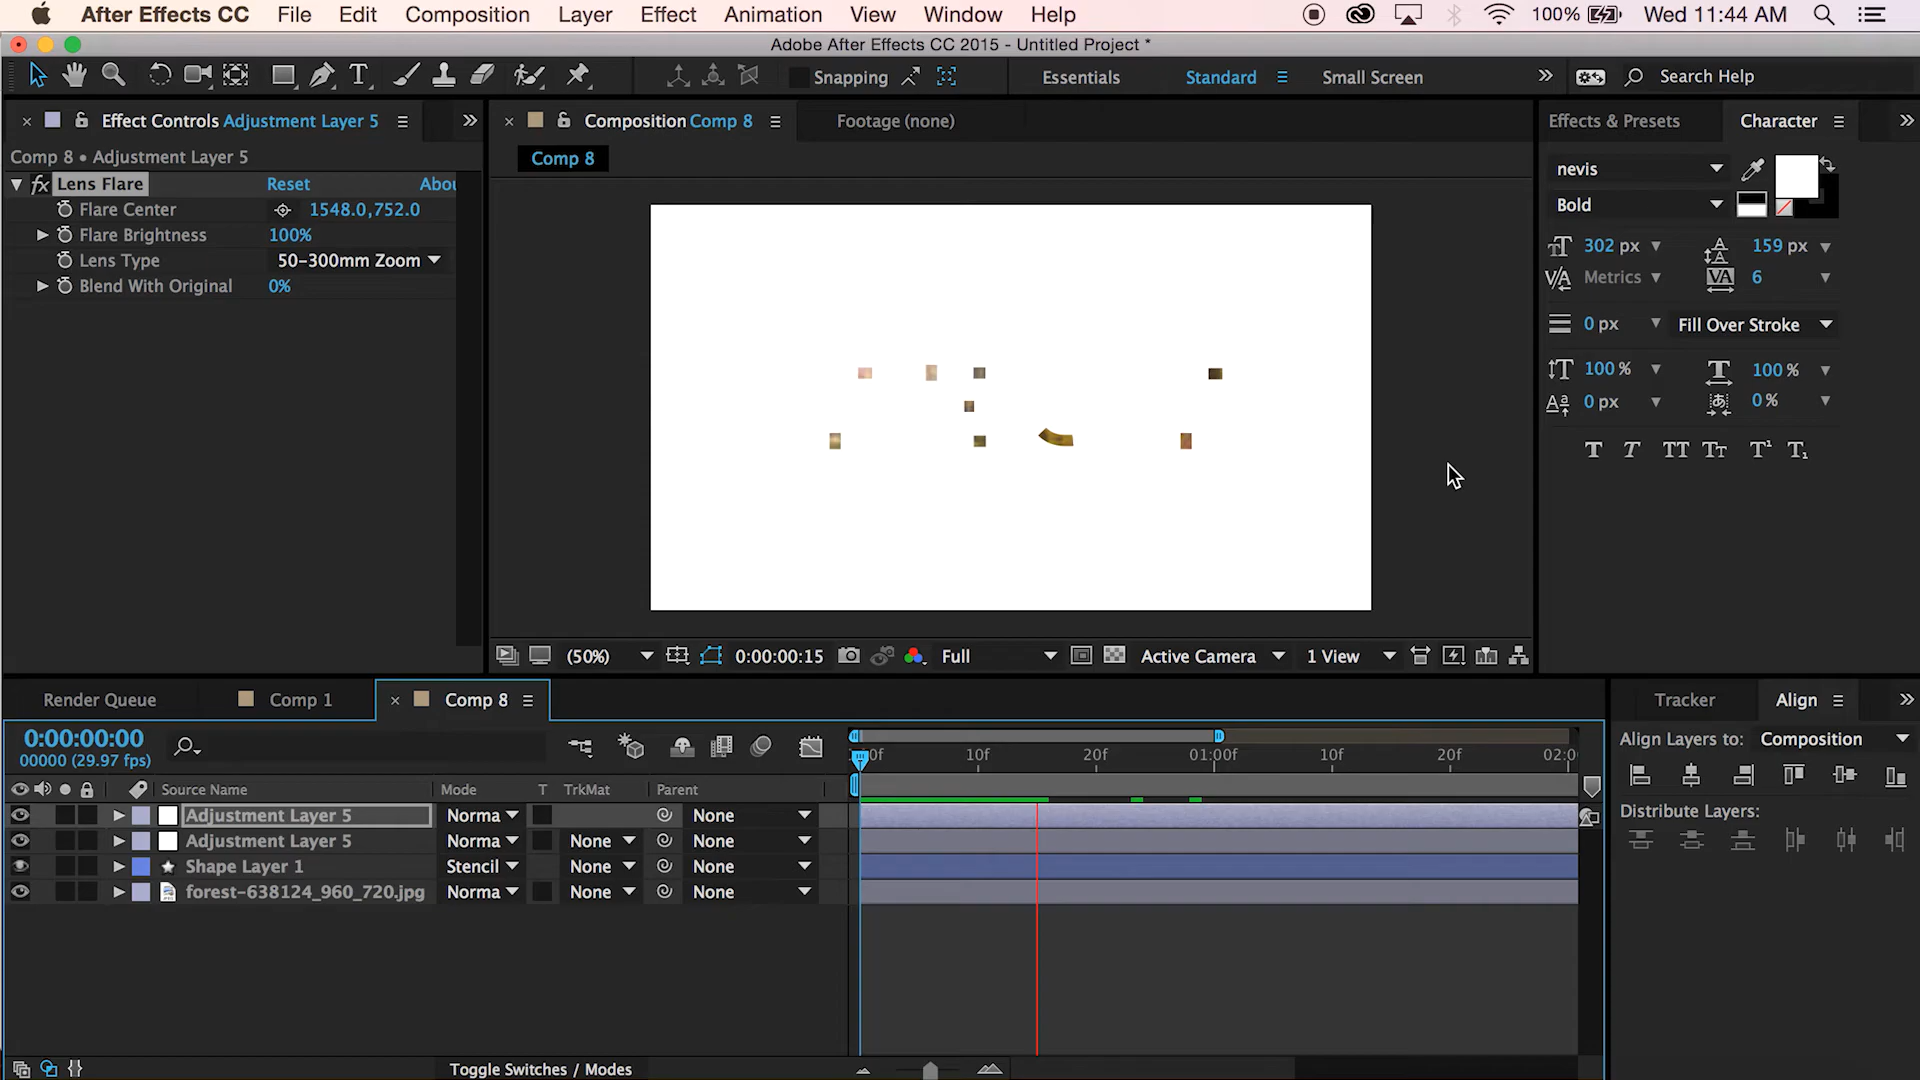 After Effects CC File Edit Composition Layer Effect Animation View Window Help 100% Wed 11:44 AM
Adobe After Effects CC 2015 - Untitled Project *
Snapping Essentials Standard Small Screen Search Help
Effect Controls Adjustment Layer 5
Composition Comp 8
Footage (none)
Effects & Presets
Character
Comp 8 • Adjustment Layer 5
Comp 8
fx Lens Flare Reset Abou
Flare Center 1548.0,752.0
Flare Brightness 100%
Lens Type 50-300mm Zoom
Blend With Original 0%
nevis
Bold
302 px 159 px
Metrics 6
0 px Fill Over Stroke
100 % 100 %
0 px 0 %
T T TT Tt T¹ T₁
(50%) 0:00:00:15 Full Active Camera 1 View
Render Queue Comp 1 Comp 8
Tracker Align
0:00:00:00
00000 (29.97 fps)
00f 10f 20f 01:00f 10f 20f 02:0
Align Layers to: Composition
Distribute Layers:
Source Name Mode T TrkMat Parent
Adjustment Layer 5 Norma None
Adjustment Layer 5 Norma None None
Shape Layer 1 Stencil None None
forest-638124_960_720.jpg Norma None None
Toggle Switches / Modes